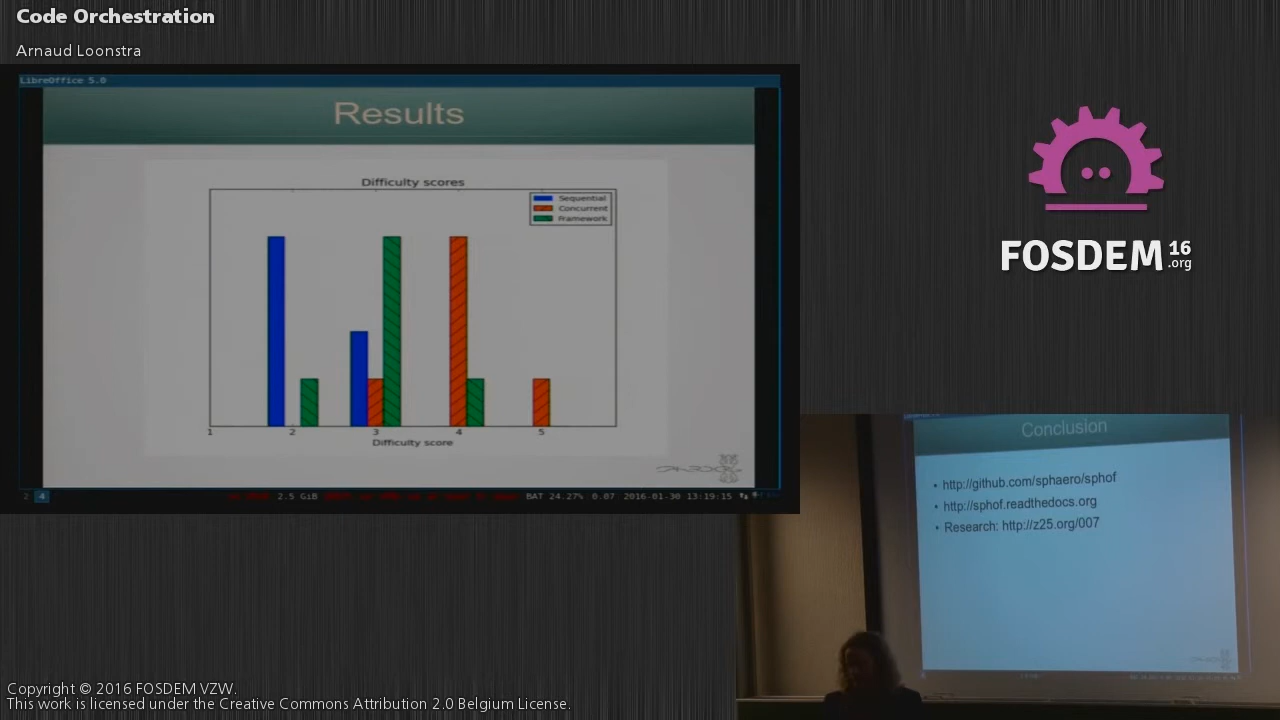 Code Orchestration
Arnaud Loonstra
LibreOffice 5.0
Results
Difficulty scores
Sequential
Concurrent
Framework
1 2 3 4 5
Difficulty score
2 4 2.5 GiB BAT 24.27% 0.07 2016-01-30 13:19:15
FOSDEM 16
.org
Conclusion
• http://github.com/sphaero/sphof
• http://sphof.readthedocs.org
• Research: http://z25.org/007
Copyright © 2016 FOSDEM VZW.
This work is licensed under the Creative Commons Attribution 2.0 Belgium License.